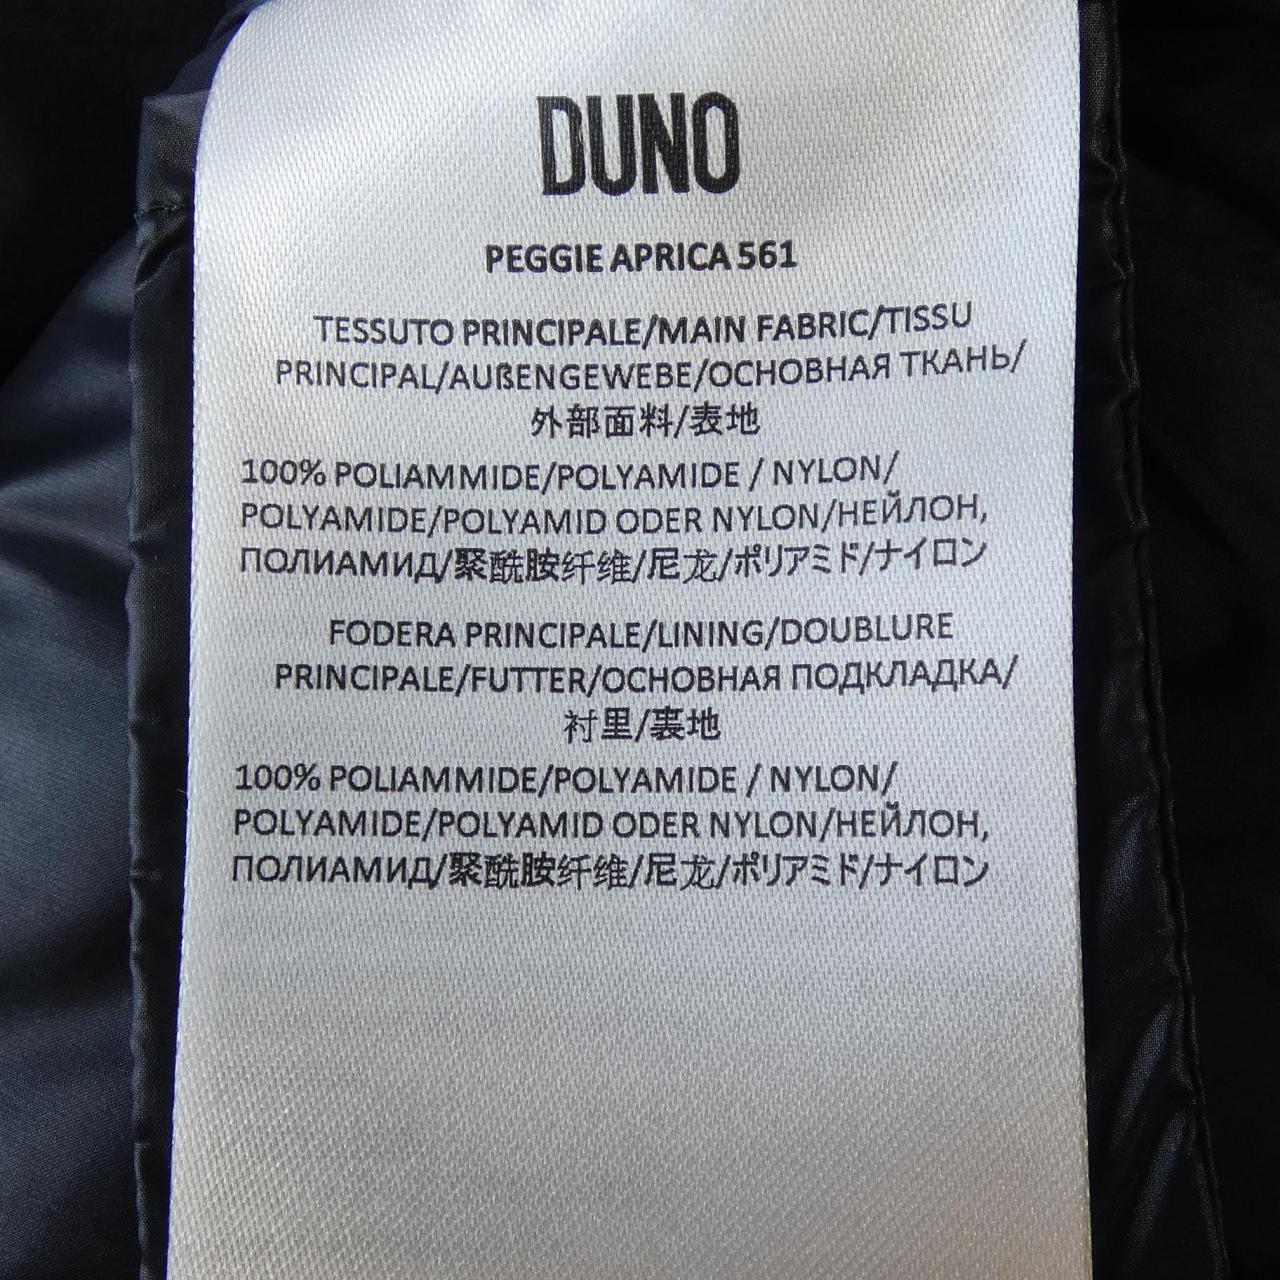 DUNO
PEGGIE APRICA 561
TESSUTO PRINCIPALE/MAIN FABRIC/TISSU
PRINCIPAL/AUßENGEWEBE/ОСНОВНАЯ ТКАНЬ/
外部面料/表地
100% POLIAMMIDE/POLYAMIDE / NYLON/
POLYAMIDE/POLYAMID ODER NYLON/НЕЙЛОН,
ПОЛИАМИД/聚酰胺纤维/尼龙/ポリアミド/ナイロン
FODERA PRINCIPALE/LINING/DOUBLURE
PRINCIPALE/FUTTER/ОСНОВНАЯ ПОДКЛАДКА/
衬里/裏地
100% POLIAMMIDE/POLYAMIDE / NYLON/
POLYAMIDE/POLYAMID ODER NYLON/НЕЙЛОН,
ПОЛИАМИД/聚酰胺纤维/尼龙/ポリアミド/ナイロン